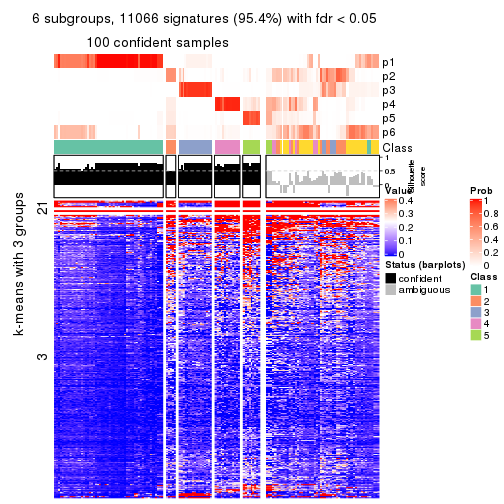 6 subgroups, 11066 signatures (95.4%) with fdr < 0.05
100 confident samples
p1
p2
p3
p4
p5
p6
Class
1
0.5
0
Silhouette
score
k-means with 3 groups
21
3
Value
0.4
0.3
0.2
0.1
0
Status (barplots)
confident
ambiguous
Prob
1
0.8
0.6
0.4
0.2
0
Class
1
2
3
4
5